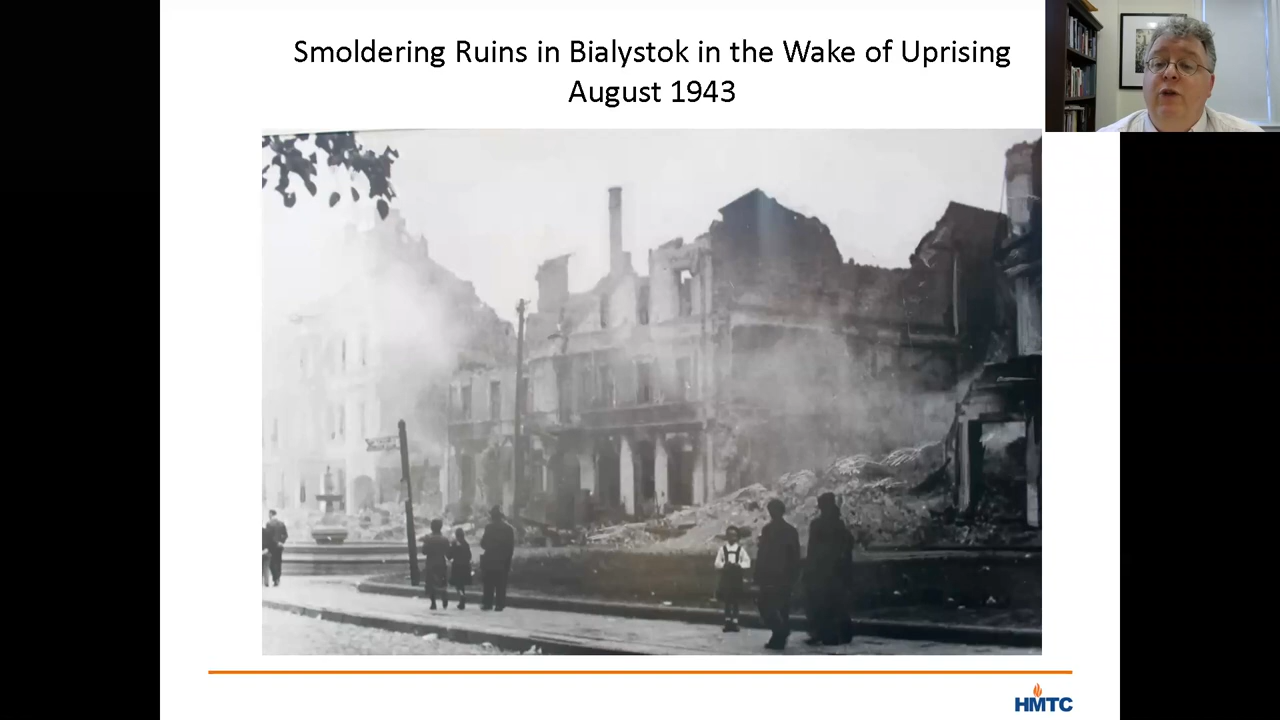 Smoldering Ruins in Bialystok in the Wake of Uprising
August 1943
HMTC